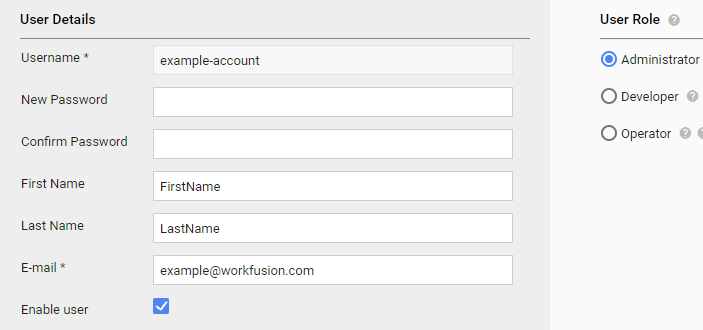 User Details
Username *
example-account
New Password
Confirm Password
First Name
FirstName
Last Name
LastName
E-mail *
example@workfusion.com
Enable user
User Role ?
Administrator
Developer ?
Operator ? ?